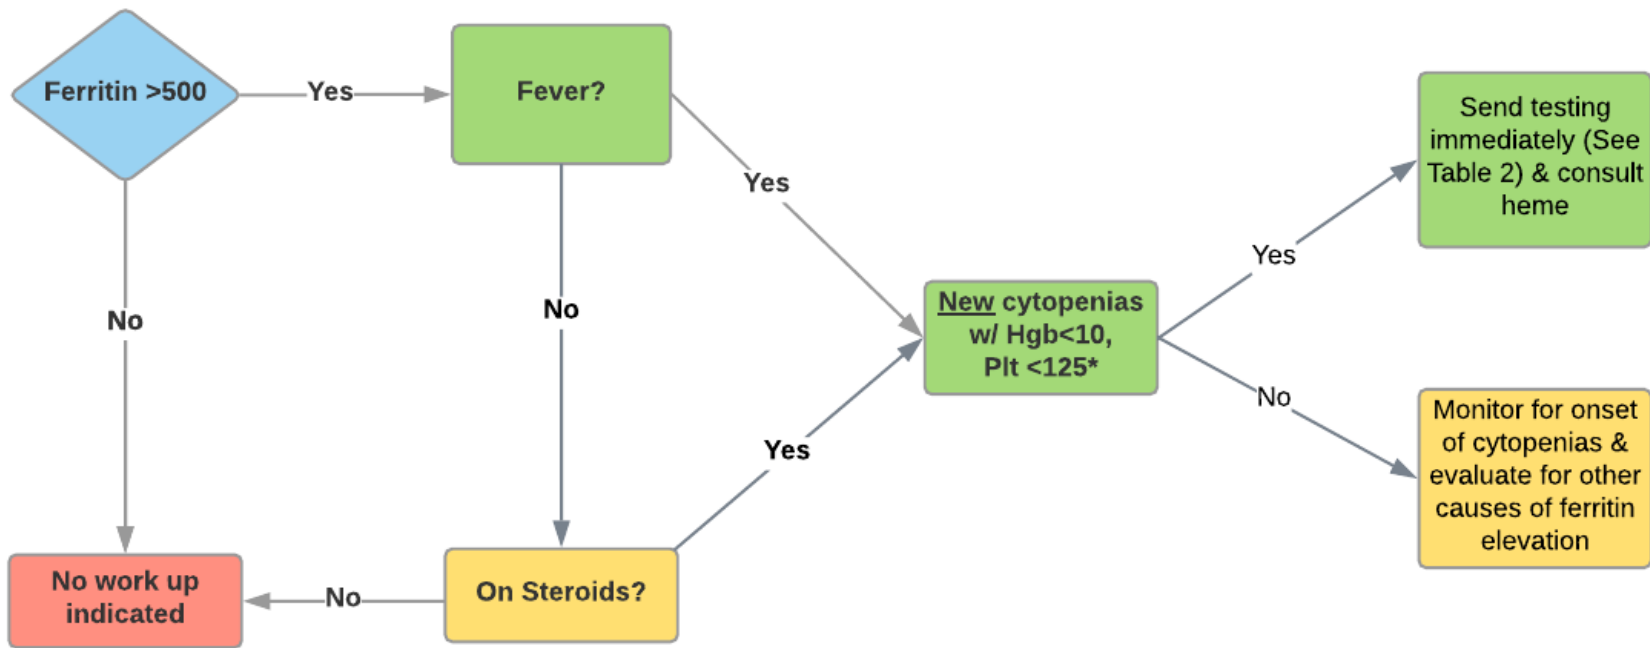 Ferritin >500
Yes
Fever?
Yes
No
No
New cytopenias
w/ Hgb<10,
Plt <125*
Yes
Send testing
immediately (See
Table 2) & consult
heme
No
Monitor for onset
of cytopenias &
evaluate for other
causes of ferritin
elevation
Yes
On Steroids?
No
No work up
indicated